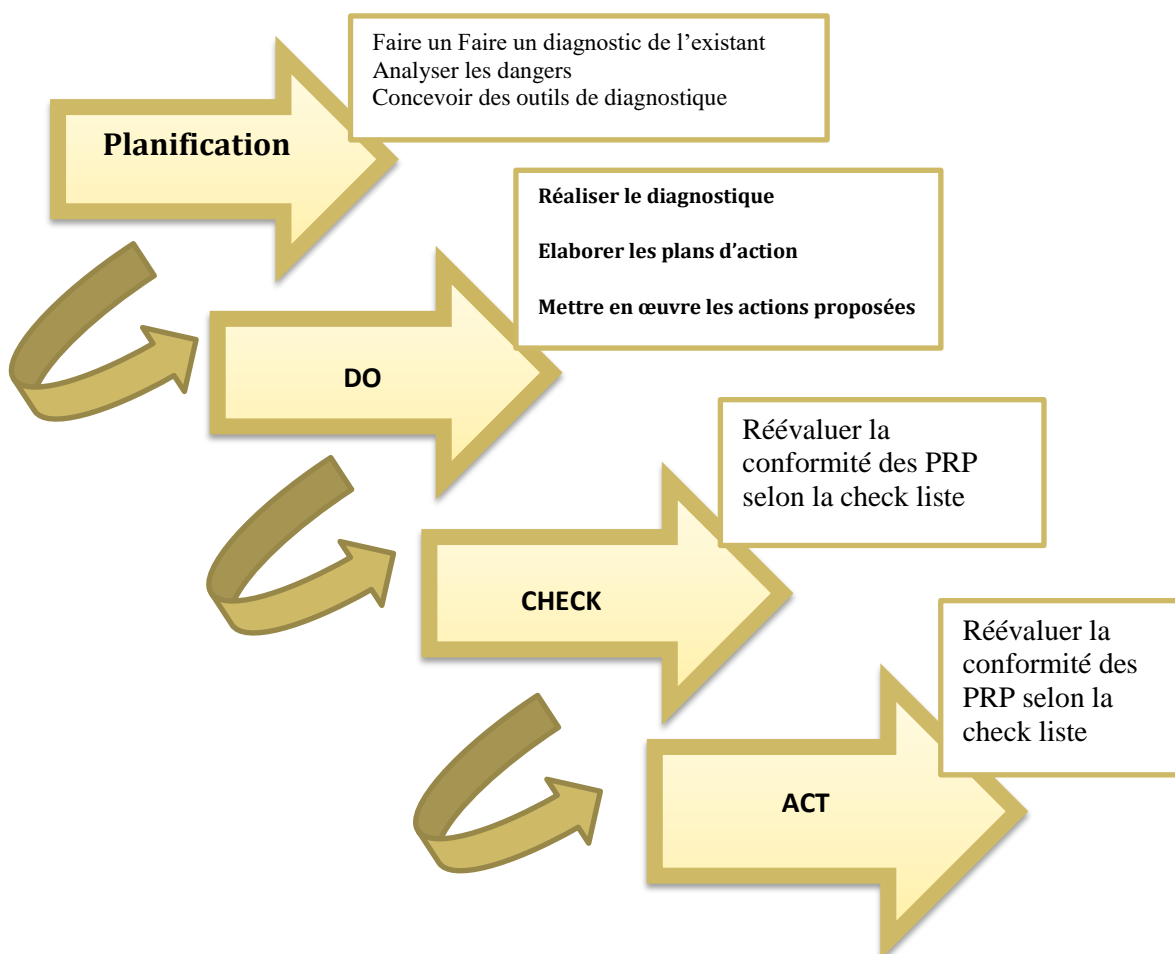 Faire un Faire un diagnostic de l’existant
Analyser les dangers
Concevoir des outils de diagnostique
Planification
Réaliser le diagnostique
Elaborer les plans d’action
Mettre en œuvre les actions proposées
DO
Réévaluer la
conformité des PRP
selon la check liste
CHECK
Réévaluer la
conformité des
PRP selon la
check liste
ACT